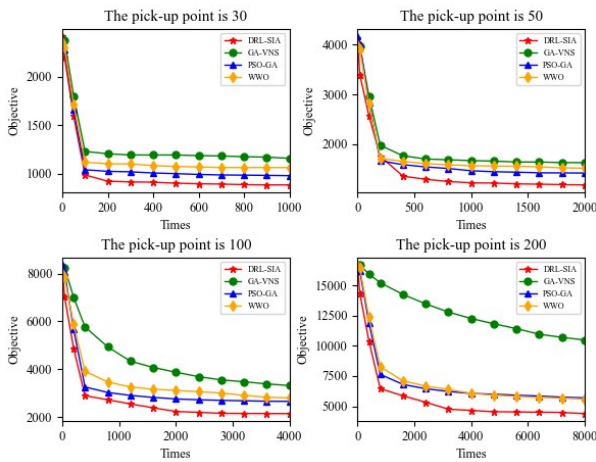 The pick-up point is 30
Objective
2000
1500
1000
DRL-SIA
GA-VNS
PSO-GA
WWO
0 200 400 600 800 1000
Times
The pick-up point is 50
Objective
4000
3000
2000
DRL-SIA
GA-VNS
PSO-GA
WWO
0 500 1000 1500 2000
Times
The pick-up point is 100
Objective
8000
6000
4000
2000
DRL-SIA
GA-VNS
PSO-GA
WWO
0 1000 2000 3000 4000
Times
The pick-up point is 200
Objective
15000
12500
10000
7500
5000
DRL-SIA
GA-VNS
PSO-GA
WWO
0 2000 4000 6000 8000
Times